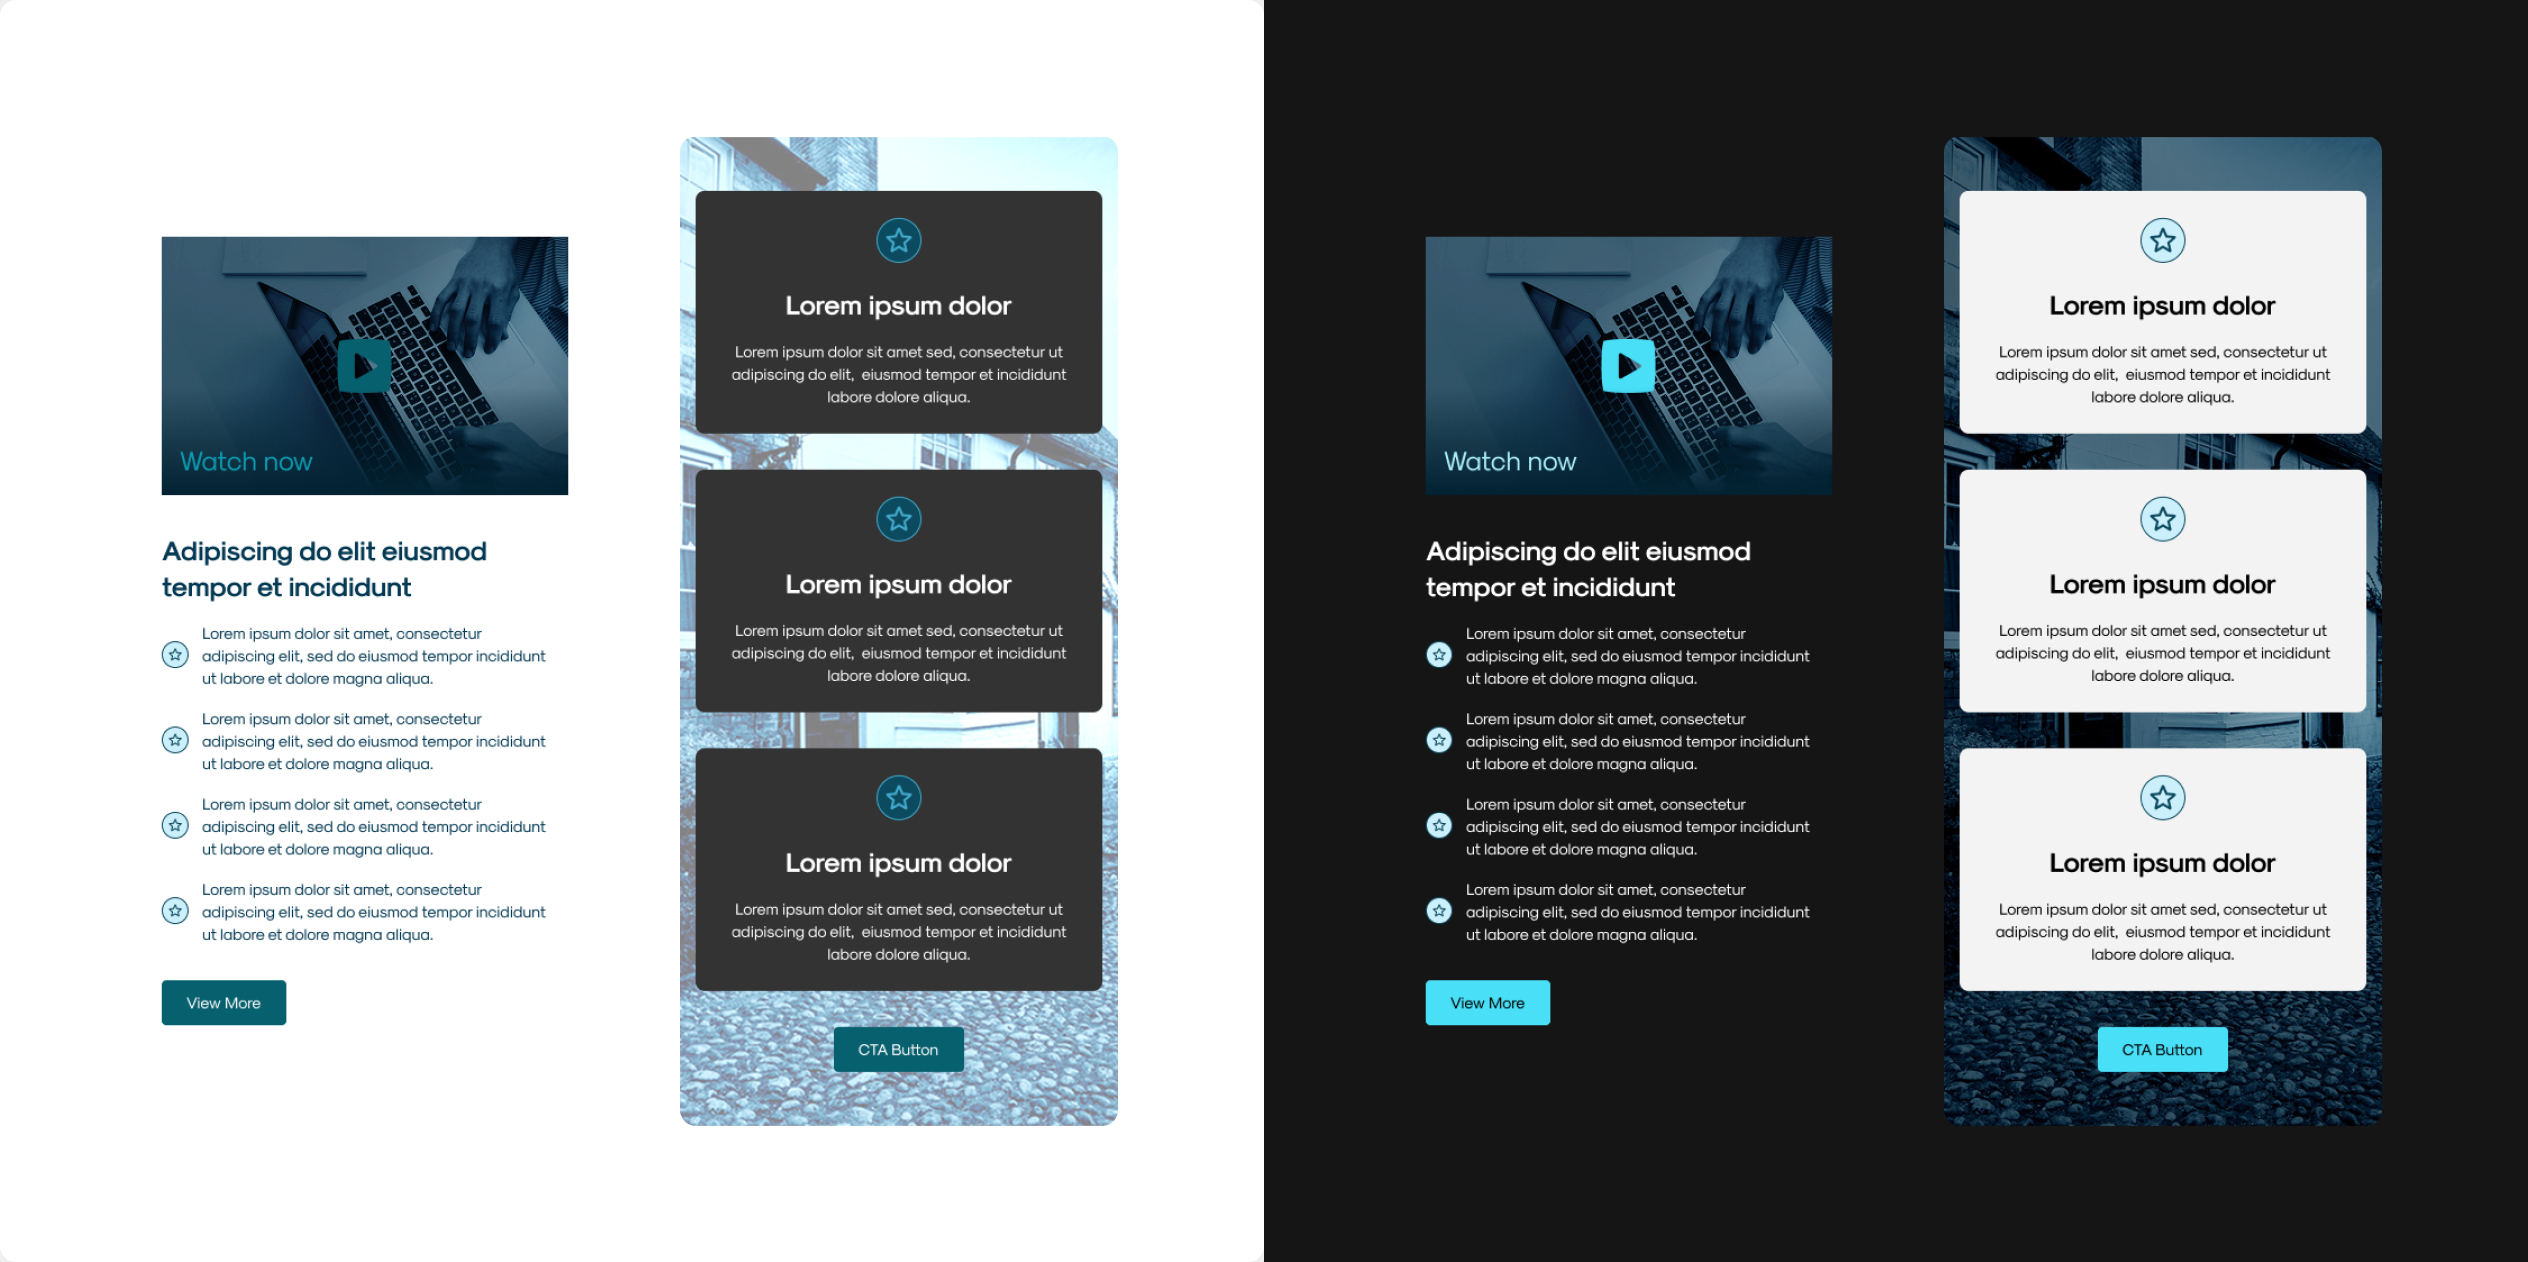 Watch now
Adipiscing do elit eiusmod
tempor et incididunt
Lorem ipsum dolor sit amet, consectetur
adipiscing elit, sed do eiusmod tempor incididunt
ut labore et dolore magna aliqua.
Lorem ipsum dolor sit amet, consectetur
adipiscing elit, sed do eiusmod tempor incididunt
ut labore et dolore magna aliqua.
Lorem ipsum dolor sit amet, consectetur
adipiscing elit, sed do eiusmod tempor incididunt
ut labore et dolore magna aliqua.
Lorem ipsum dolor sit amet, consectetur
adipiscing elit, sed do eiusmod tempor incididunt
ut labore et dolore magna aliqua.
View More
Lorem ipsum dolor
Lorem ipsum dolor sit amet sed, consectetur ut
adipiscing do elit, eiusmod tempor et incididunt
labore dolore aliqua.
Lorem ipsum dolor
Lorem ipsum dolor sit amet sed, consectetur ut
adipiscing do elit, eiusmod tempor et incididunt
labore dolore aliqua.
Lorem ipsum dolor
Lorem ipsum dolor sit amet sed, consectetur ut
adipiscing do elit, eiusmod tempor et incididunt
labore dolore aliqua.
CTA Button
Watch now
Adipiscing do elit eiusmod
tempor et incididunt
Lorem ipsum dolor sit amet, consectetur
adipiscing elit, sed do eiusmod tempor incididunt
ut labore et dolore magna aliqua.
Lorem ipsum dolor sit amet, consectetur
adipiscing elit, sed do eiusmod tempor incididunt
ut labore et dolore magna aliqua.
Lorem ipsum dolor sit amet, consectetur
adipiscing elit, sed do eiusmod tempor incididunt
ut labore et dolore magna aliqua.
Lorem ipsum dolor sit amet, consectetur
adipiscing elit, sed do eiusmod tempor incididunt
ut labore et dolore magna aliqua.
View More
Lorem ipsum dolor
Lorem ipsum dolor sit amet sed, consectetur ut
adipiscing do elit, eiusmod tempor et incididunt
labore dolore aliqua.
Lorem ipsum dolor
Lorem ipsum dolor sit amet sed, consectetur ut
adipiscing do elit, eiusmod tempor et incididunt
labore dolore aliqua.
Lorem ipsum dolor
Lorem ipsum dolor sit amet sed, consectetur ut
adipiscing do elit, eiusmod tempor et incididunt
labore dolore aliqua.
CTA Button